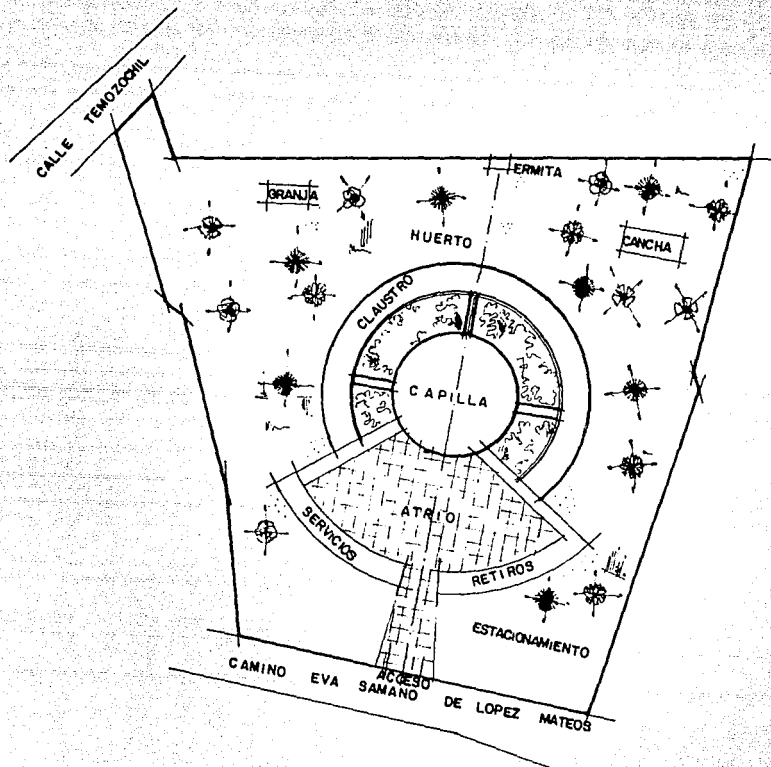 CALLE TEMOZOCHIL
ERMITA
GRANJA
HUERTO
CANCHA
CLAUSTRO
CAPILLA
ATRIO
SERVICIOS
RETIROS
ESTACIONAMIENTO
ACCESO
CAMINO EVA SAMANO DE LOPEZ MATEOS